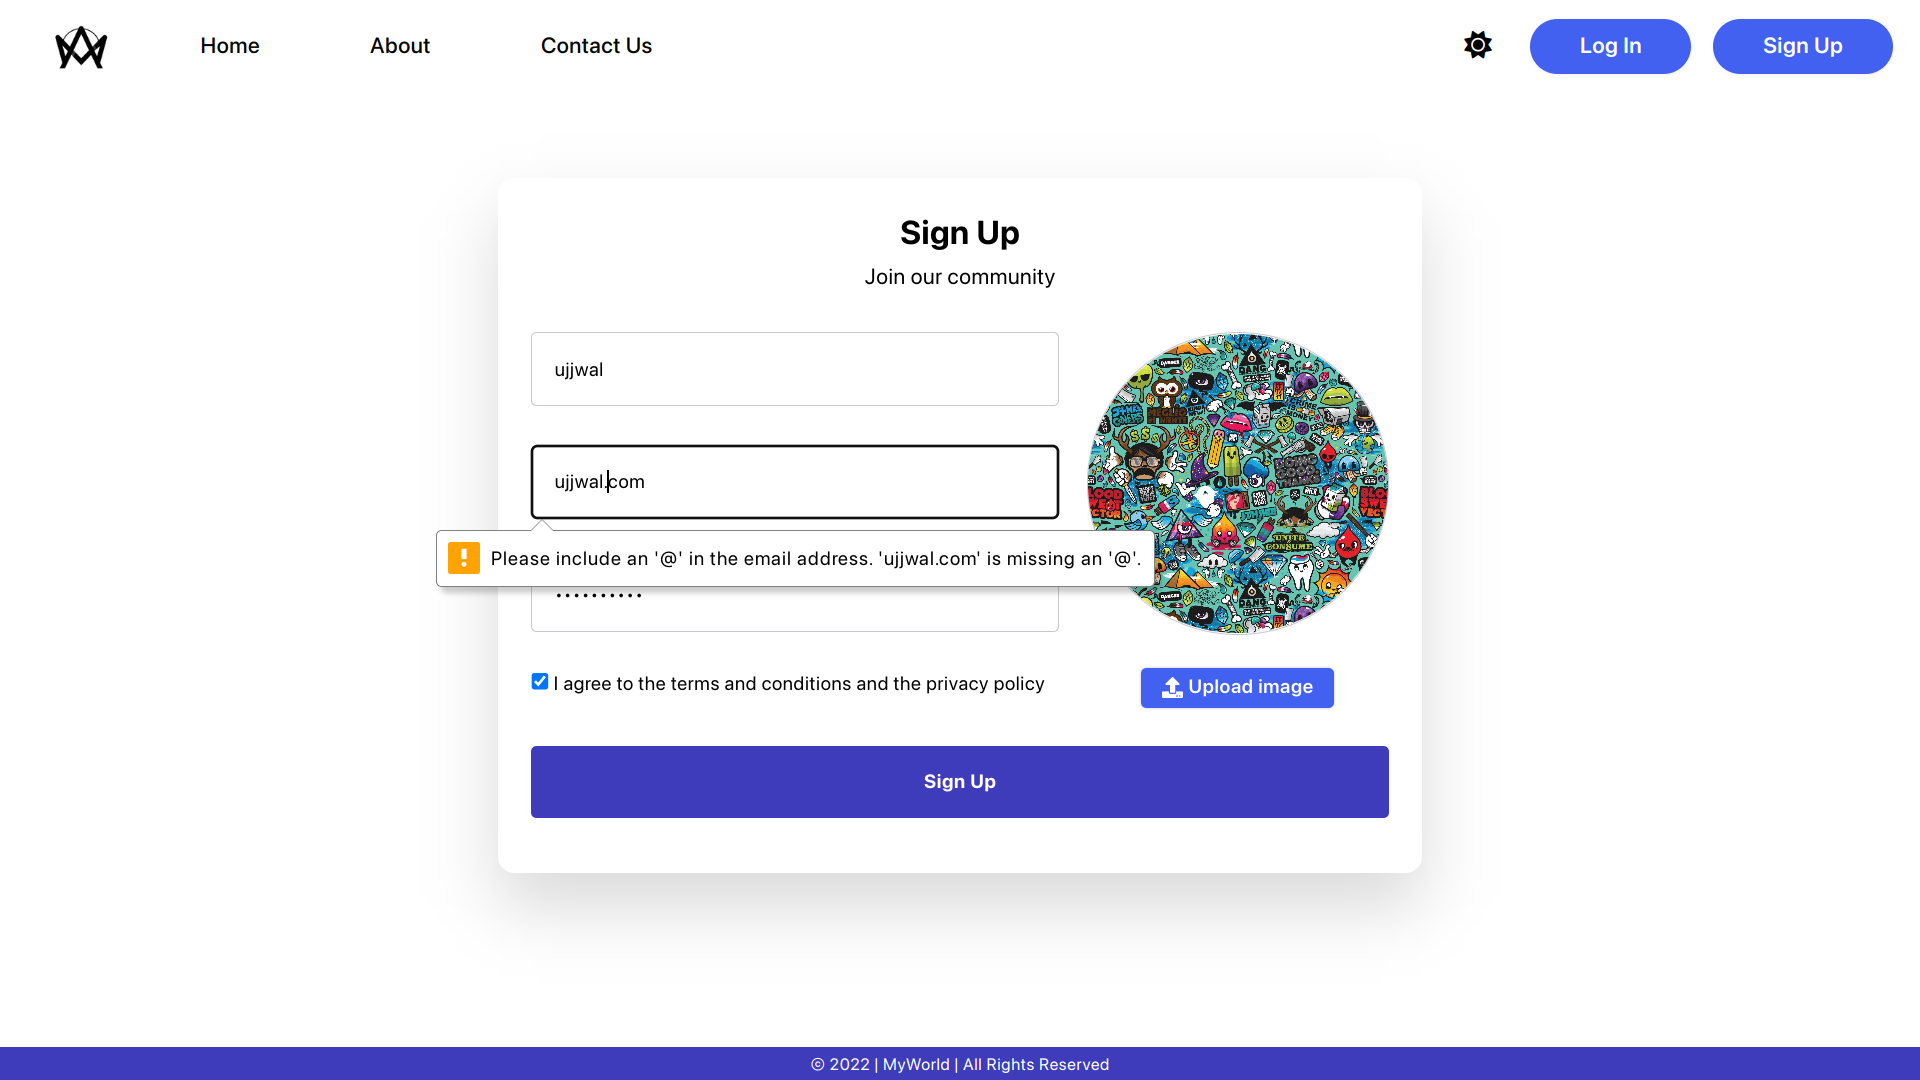 Home About Contact Us Log In Sign Up
Sign Up
Join our community
ujjwal
ujjwal.com
Please include an '@' in the email address. 'ujjwal.com' is missing an '@'.
I agree to the terms and conditions and the privacy policy
Upload image
Sign Up
© 2022 | MyWorld | All Rights Reserved